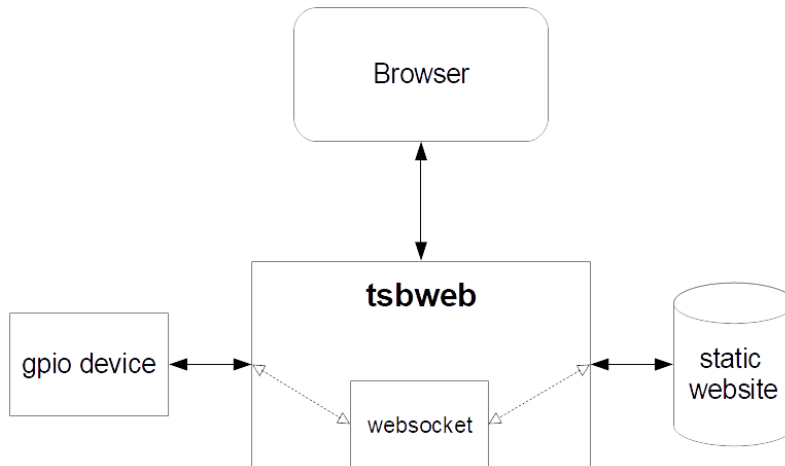 Browser
tsbweb
gpio device
static
website
websocket